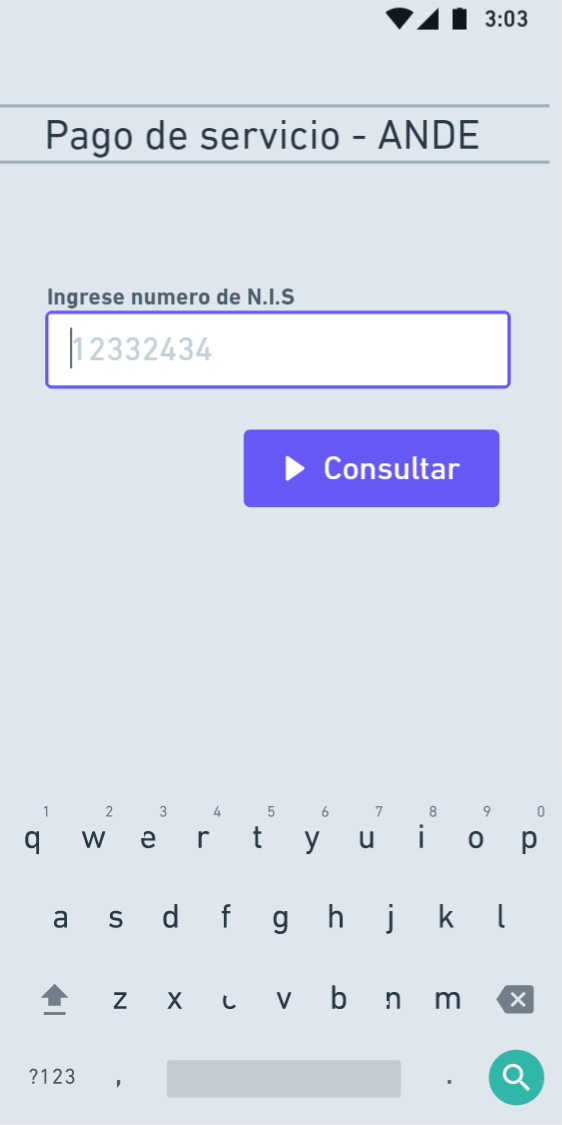 3:03
Pago de servicio - ANDE
Ingrese numero de N.I.S
12332434
Consultar
1 2 3 4 5 6 7 8 9 0
q w e r t y u i o p
a s d f g h j k l
z x c v b n m
?123 , .